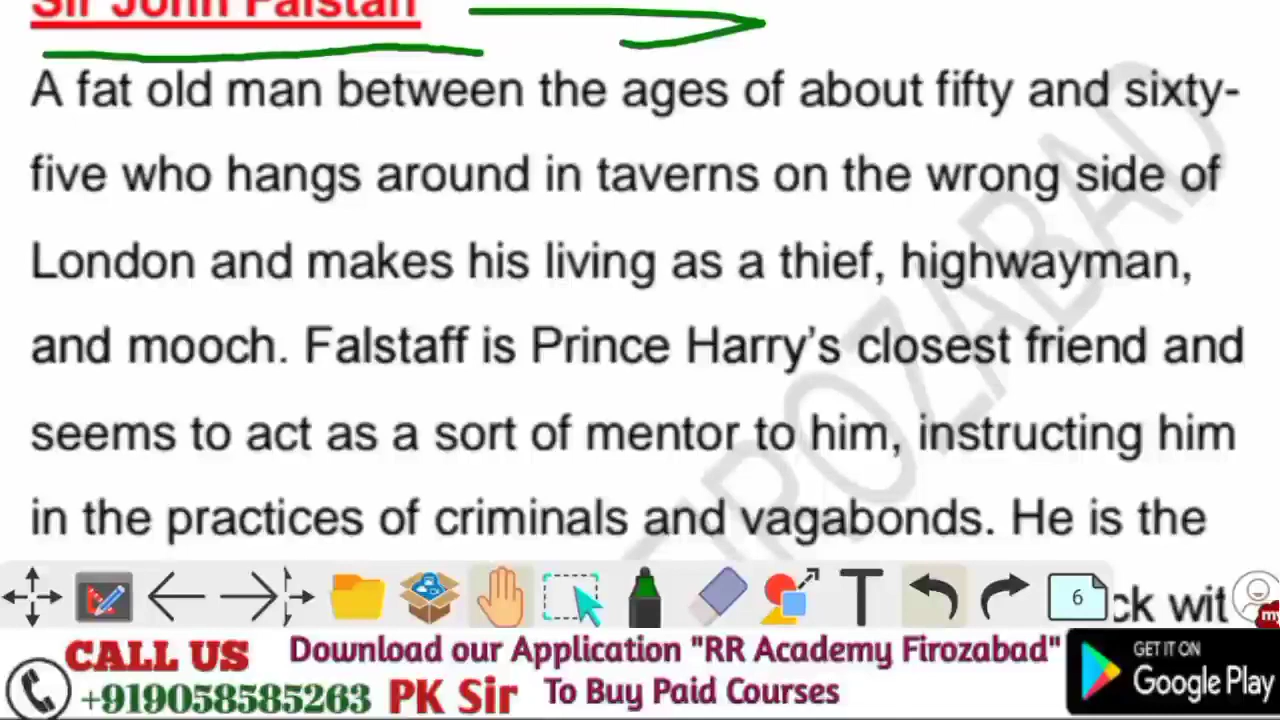 Sir John Falstaff
A fat old man between the ages of about fifty and sixty-
five who hangs around in taverns on the wrong side of
London and makes his living as a thief, highwayman,
and mooch. Falstaff is Prince Harry’s closest friend and
seems to act as a sort of mentor to him, instructing him
in the practices of criminals and vagabonds. He is the
FIROZABAD
T
6
CALL US
+919058585263 PK Sir
Download our Application "RR Academy Firozabad"
To Buy Paid Courses
GET IT ON
Google Play